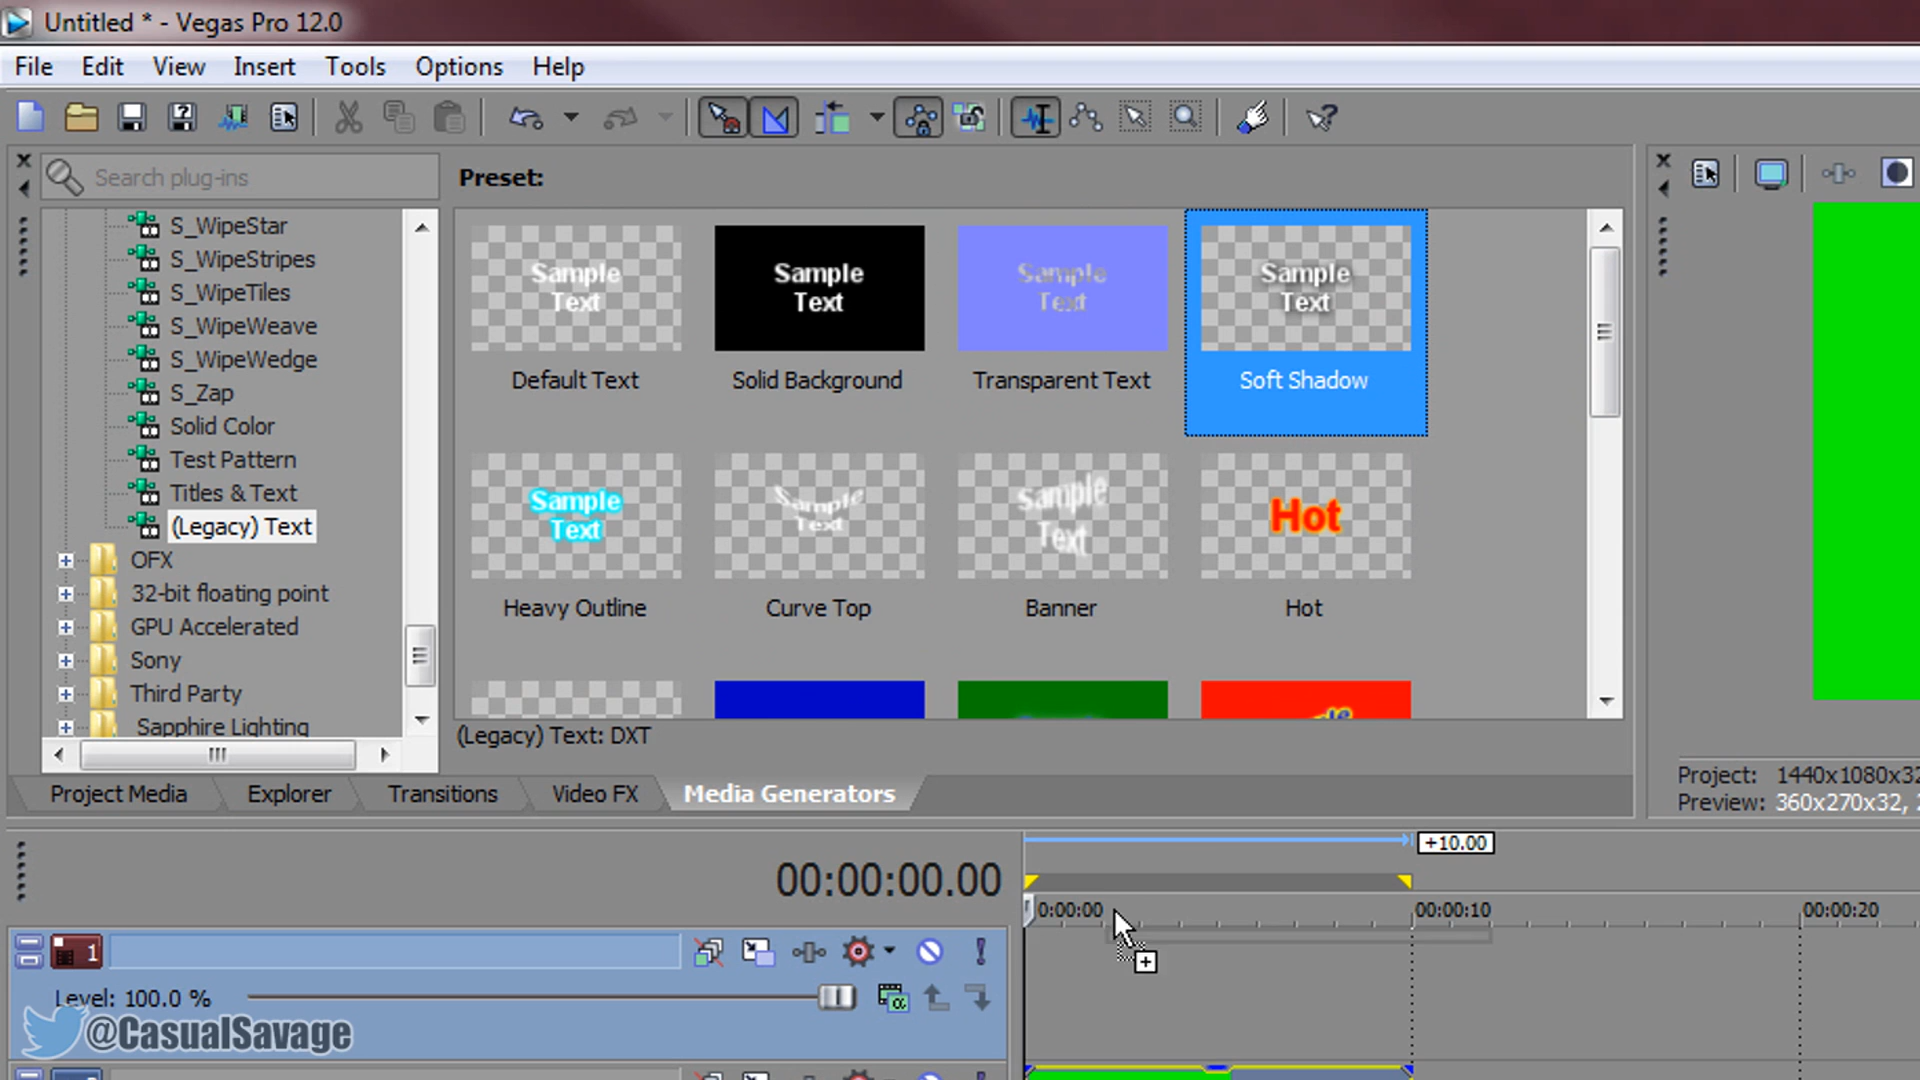 Untitled * - Vegas Pro 12.0
File Edit View Insert Tools Options Help
Search plug-ins
Preset:
S_WipeStar
S_WipeStripes
S_WipeTiles
S_WipeWeave
S_WipeWedge
S_Zap
Solid Color
Test Pattern
Titles & Text
(Legacy) Text
OFX
32-bit floating point
GPU Accelerated
Sony
Third Party
Sapphire Lighting
Sample Text
Sample Text
Sample Text
Sample Text
Default Text
Solid Background
Transparent Text
Soft Shadow
Sample Text
Sample Text
Sample Text
Hot
Heavy Outline
Curve Top
Banner
Hot
(Legacy) Text: DXT
Project Media Explorer Transitions Video FX Media Generators
Project: 1440x1080x32
Preview: 360x270x32,
+10.00
00:00:00.00
0:00:00
00:00:10
00:00:20
1
Level: 100.0 %
@CasualSavage